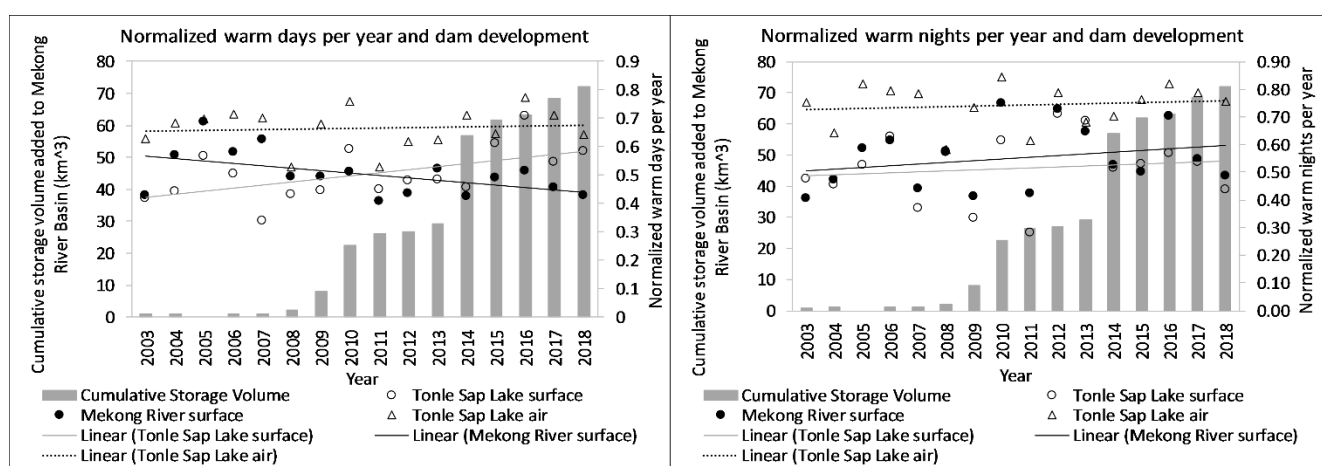 Normalized warm days per year and dam development
Cumulative storage volume added to Mekong
River Basin (km^3)
80
70
60
50
40
30
20
10
0
0.9
0.8
0.7
0.6
0.5
0.4
0.3
0.2
0.1
0
Normalized warm days per year
2003
2004
2005
2006
2007
2008
2009
2010
2011
2012
2013
2014
2015
2016
2017
2018
Year
Cumulative Storage Volume
Tonle Sap Lake surface
Mekong River surface
Tonle Sap Lake air
Linear (Tonle Sap Lake surface)
Linear (Mekong River surface)
Linear (Tonle Sap Lake air)
Normalized warm nights per year and dam development
Cumulative storage volume added to Mekong
River Basin (km^3)
80
70
60
50
40
30
20
10
0
0.90
0.80
0.70
0.60
0.50
0.40
0.30
0.20
0.10
0.00
Normalized warm nights per year
2003
2004
2005
2006
2007
2008
2009
2010
2011
2012
2013
2014
2015
2016
2017
2018
Year
Cumulative Storage Volume
Tonle Sap Lake surface
Mekong River surface
Tonle Sap Lake air
Linear (Tonle Sap Lake surface)
Linear (Mekong River surface)
Linear (Tonle Sap Lake air)